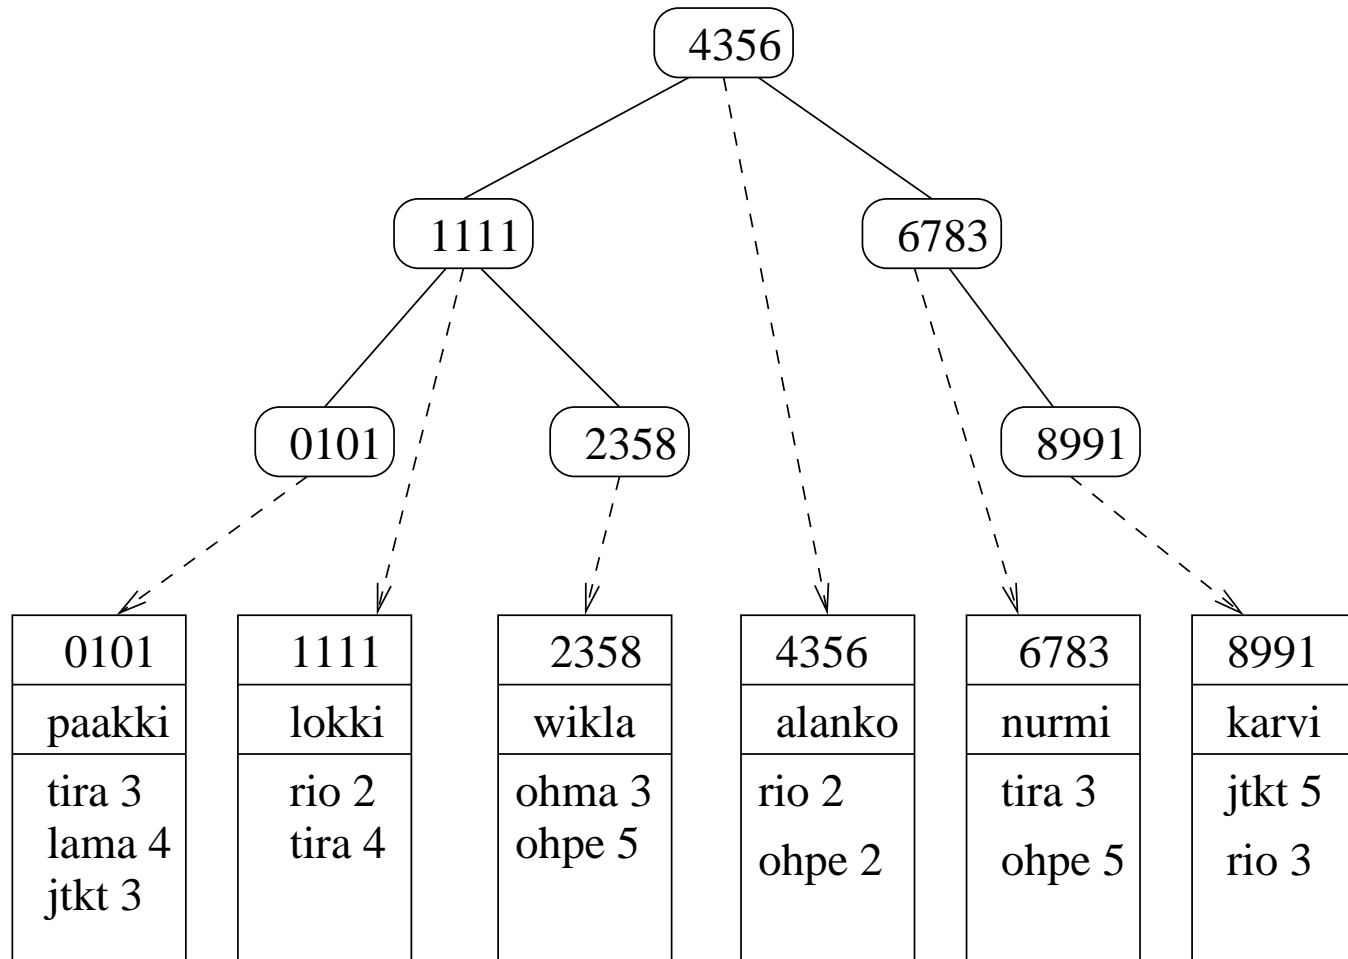 4356
1111
6783
0101
2358
8991
0101
paakki
tira 3
lama 4
jtkt 3
1111
lokki
rio 2
tira 4
2358
wikla
ohma 3
ohpe 5
4356
alanko
rio 2
ohpe 2
6783
nurmi
tira 3
ohpe 5
8991
karvi
jtkt 5
rio 3